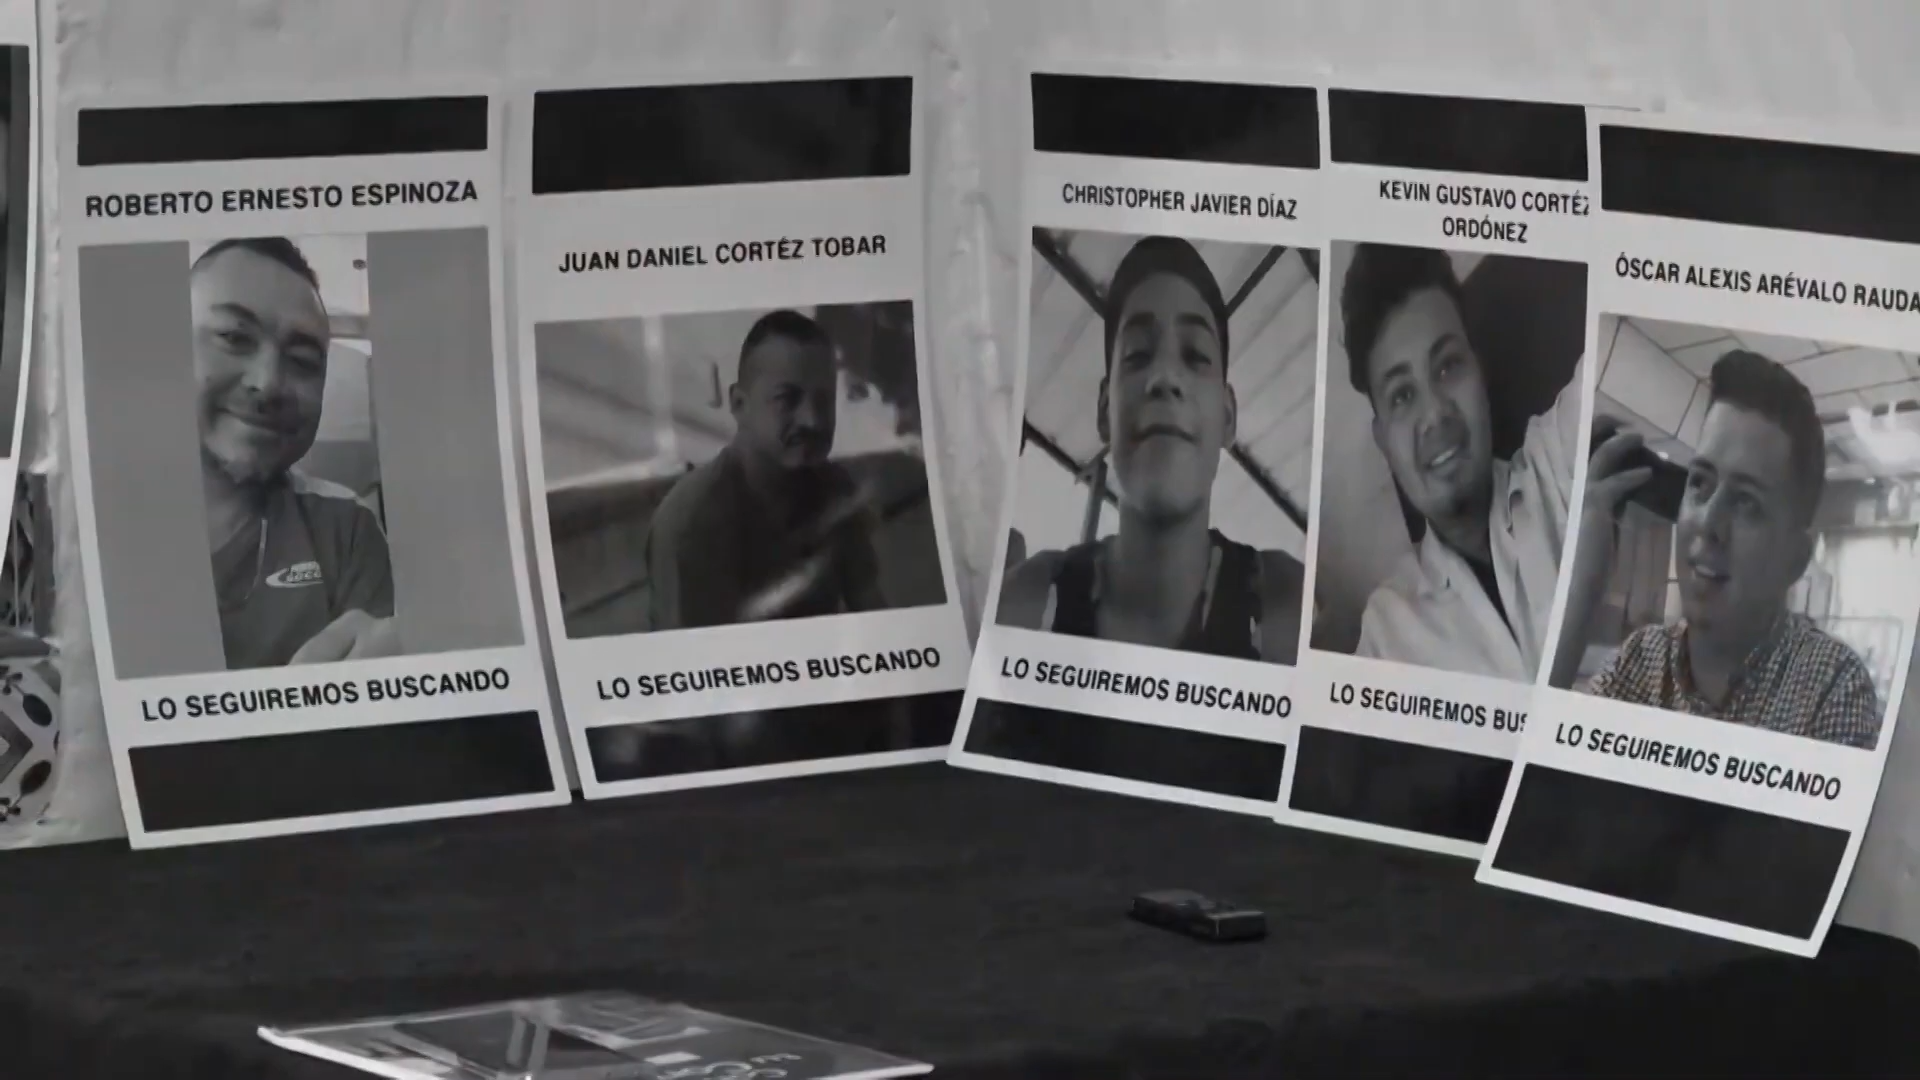 ROBERTO ERNESTO ESPINOZA
LO SEGUIREMOS BUSCANDO
JUAN DANIEL CORTÉZ TOBAR
LO SEGUIREMOS BUSCANDO
CHRISTOPHER JAVIER DÍAZ
LO SEGUIREMOS BUSCANDO
KEVIN GUSTAVO CORTÉZ
ORDÓNEZ
LO SEGUIREMOS BUS
ÓSCAR ALEXIS ARÉVALO RAUDA
LO SEGUIREMOS BUSCANDO